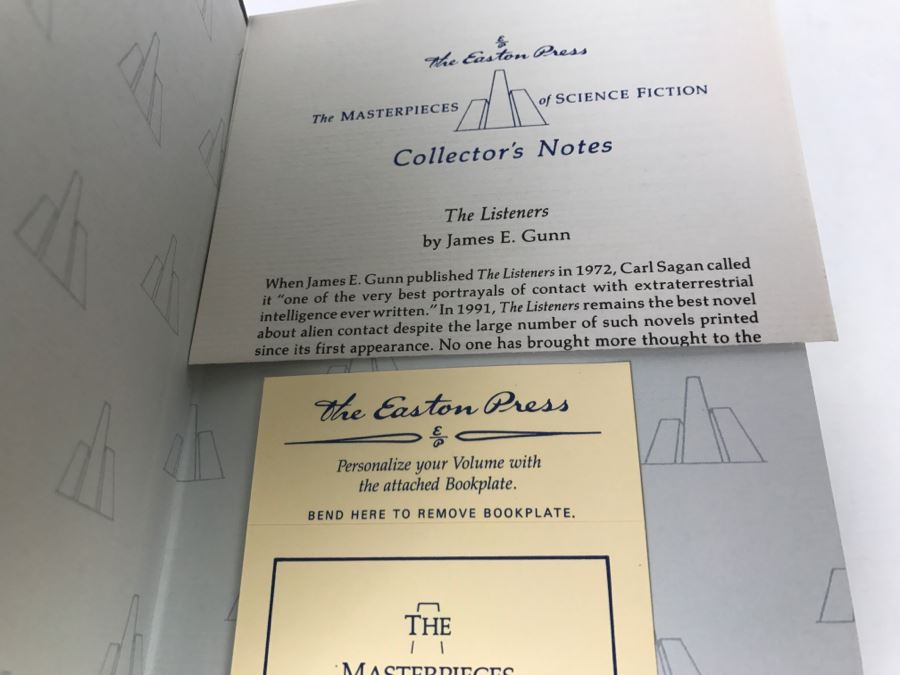 E
P
The Easton Press
The MASTERPIECES of SCIENCE FICTION
Collector's Notes
The Listeners
by James E. Gunn
When James E. Gunn published The Listeners in 1972, Carl Sagan called
it "one of the very best portrayals of contact with extraterrestrial
intelligence ever written." In 1991, The Listeners remains the best novel
about alien contact despite the large number of such novels printed
since its first appearance. No one has brought more thought to the
The Easton Press
E
P
Personalize your Volume with
the attached Bookplate.
BEND HERE TO REMOVE BOOKPLATE.
THE
MASTERPIECES